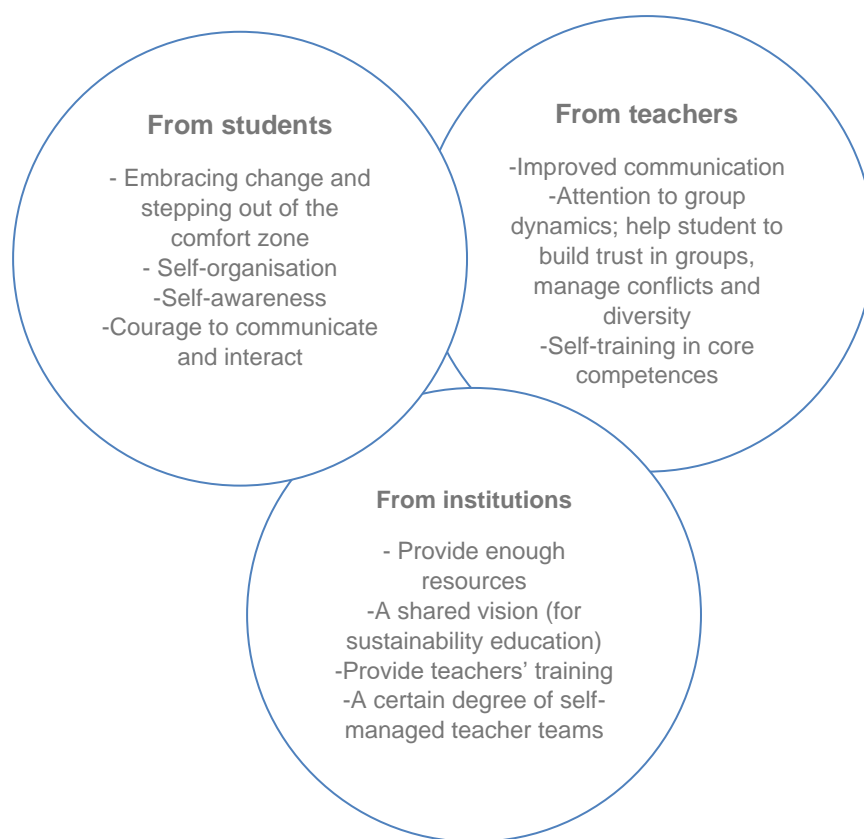 From students
- Embracing change and
stepping out of the
comfort zone
- Self-organisation
-Self-awareness
-Courage to communicate
and interact
From teachers
-Improved communication
-Attention to group
dynamics; help student to
build trust in groups,
manage conflicts and
diversity
-Self-training in core
competences
From institutions
- Provide enough
resources
-A shared vision (for
sustainability education)
-Provide teachers’ training
-A certain degree of self-
managed teacher teams